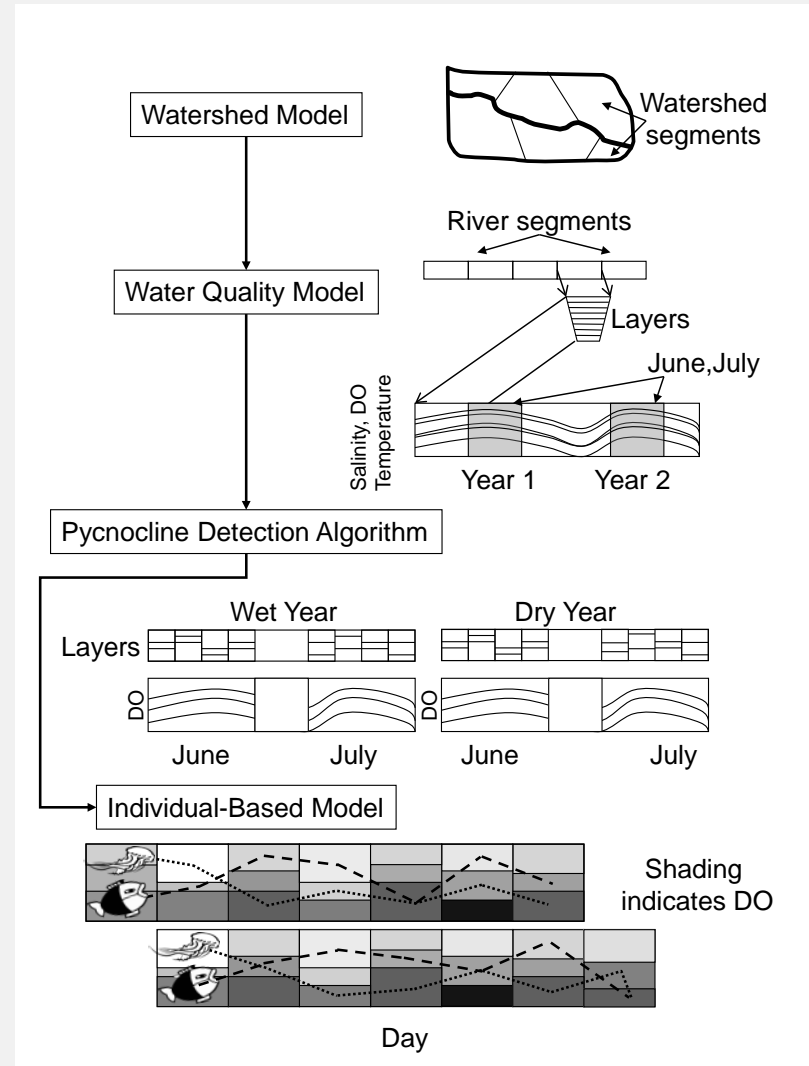 Watershed Model
Watershed
segments
River segments
Water Quality Model
Layers
June,July
Salinity, DO
Temperature
Year 1
Year 2
Pycnocline Detection Algorithm
Wet Year
Dry Year
Layers
DO
DO
June
July
June
July
Individual-Based Model
Shading
indicates DO
Day